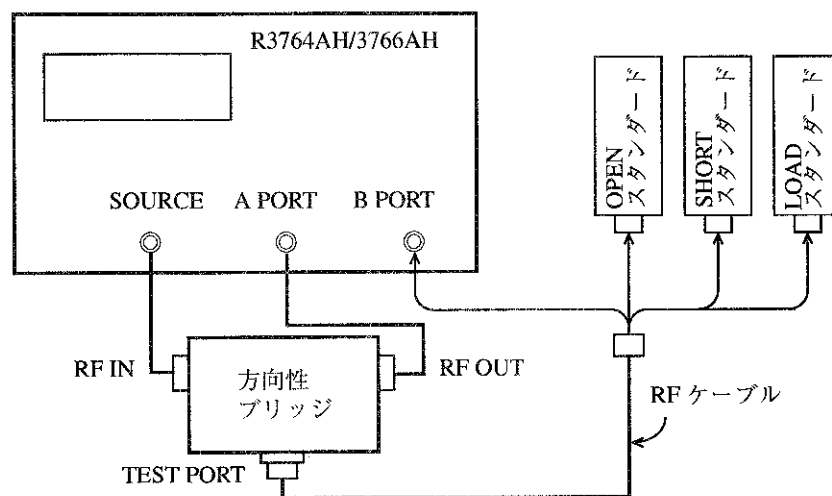 R3764AH/3766AH
SOURCE
A PORT
B PORT
OPEN
スタンダード
SHORT
スタンダード
LOAD
スタンダード
RF IN
方向性
ブリッジ
RF OUT
RF ケーブル
TEST PORT